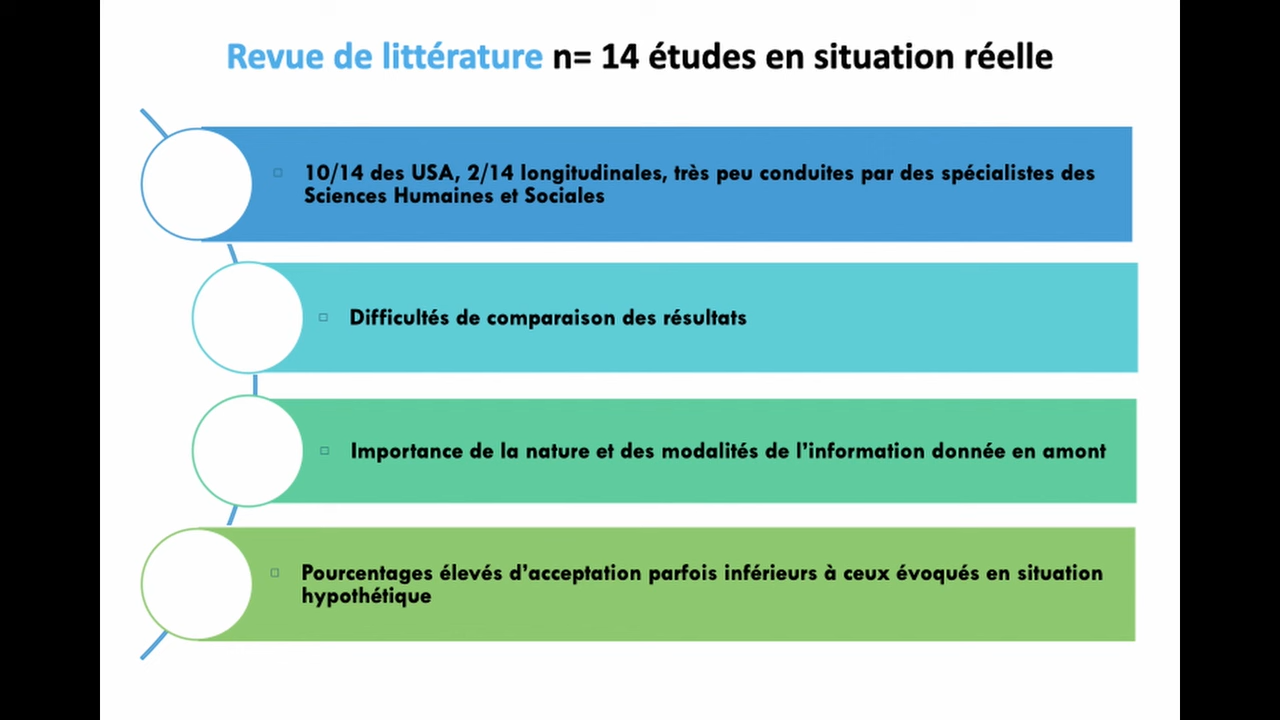 Revue de littérature n= 14 études en situation réelle
10/14 des USA, 2/14 longitudinales, très peu conduites par des spécialistes des
Sciences Humaines et Sociales
Difficultés de comparaison des résultats
Importance de la nature et des modalités de l'information donnée en amont
Pourcentages élevés d'acceptation parfois inférieurs à ceux évoqués en situation
hypothétique